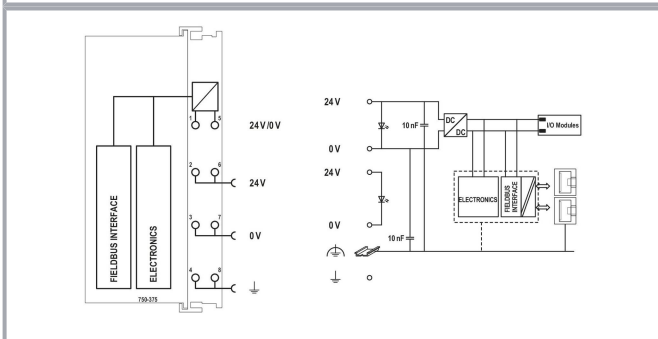 1 5
24 V /0 V
2 6
24 V
3 7
0 V
4 8
FIELDBUS INTERFACE
ELECTRONICS
750-375
24 V
10 nF
0 V
24 V
0 V
10 nF
DC
DC
I/O Modules
ELECTRONICS
FIELDBUS
INTERFACE